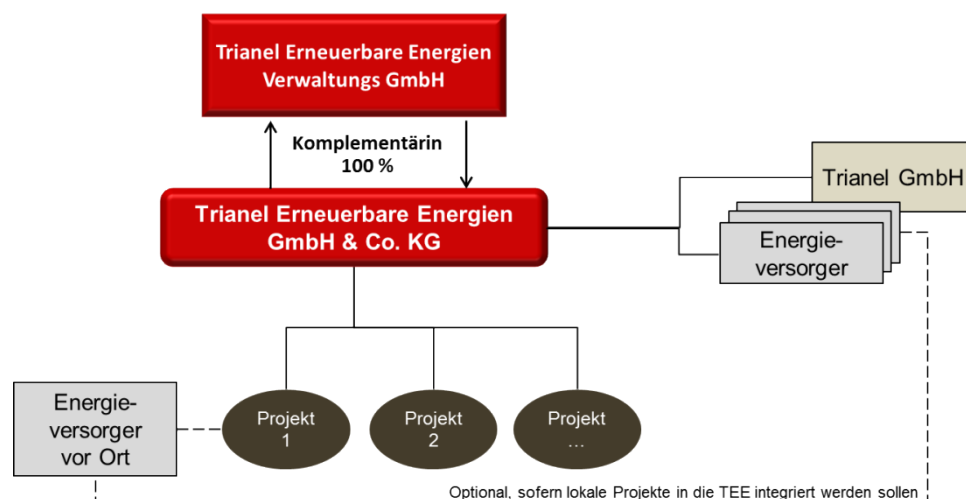 Trianel Erneuerbare Energien
Verwaltungs GmbH
Komplementärin
100 %
Trianel Erneuerbare Energien
GmbH & Co. KG
Trianel GmbH
Energie-
versorger
Energie-
versorger
vor Ort
Projekt
1
Projekt
2
Projekt
...
Optional, sofern lokale Projekte in die TEE integriert werden sollen